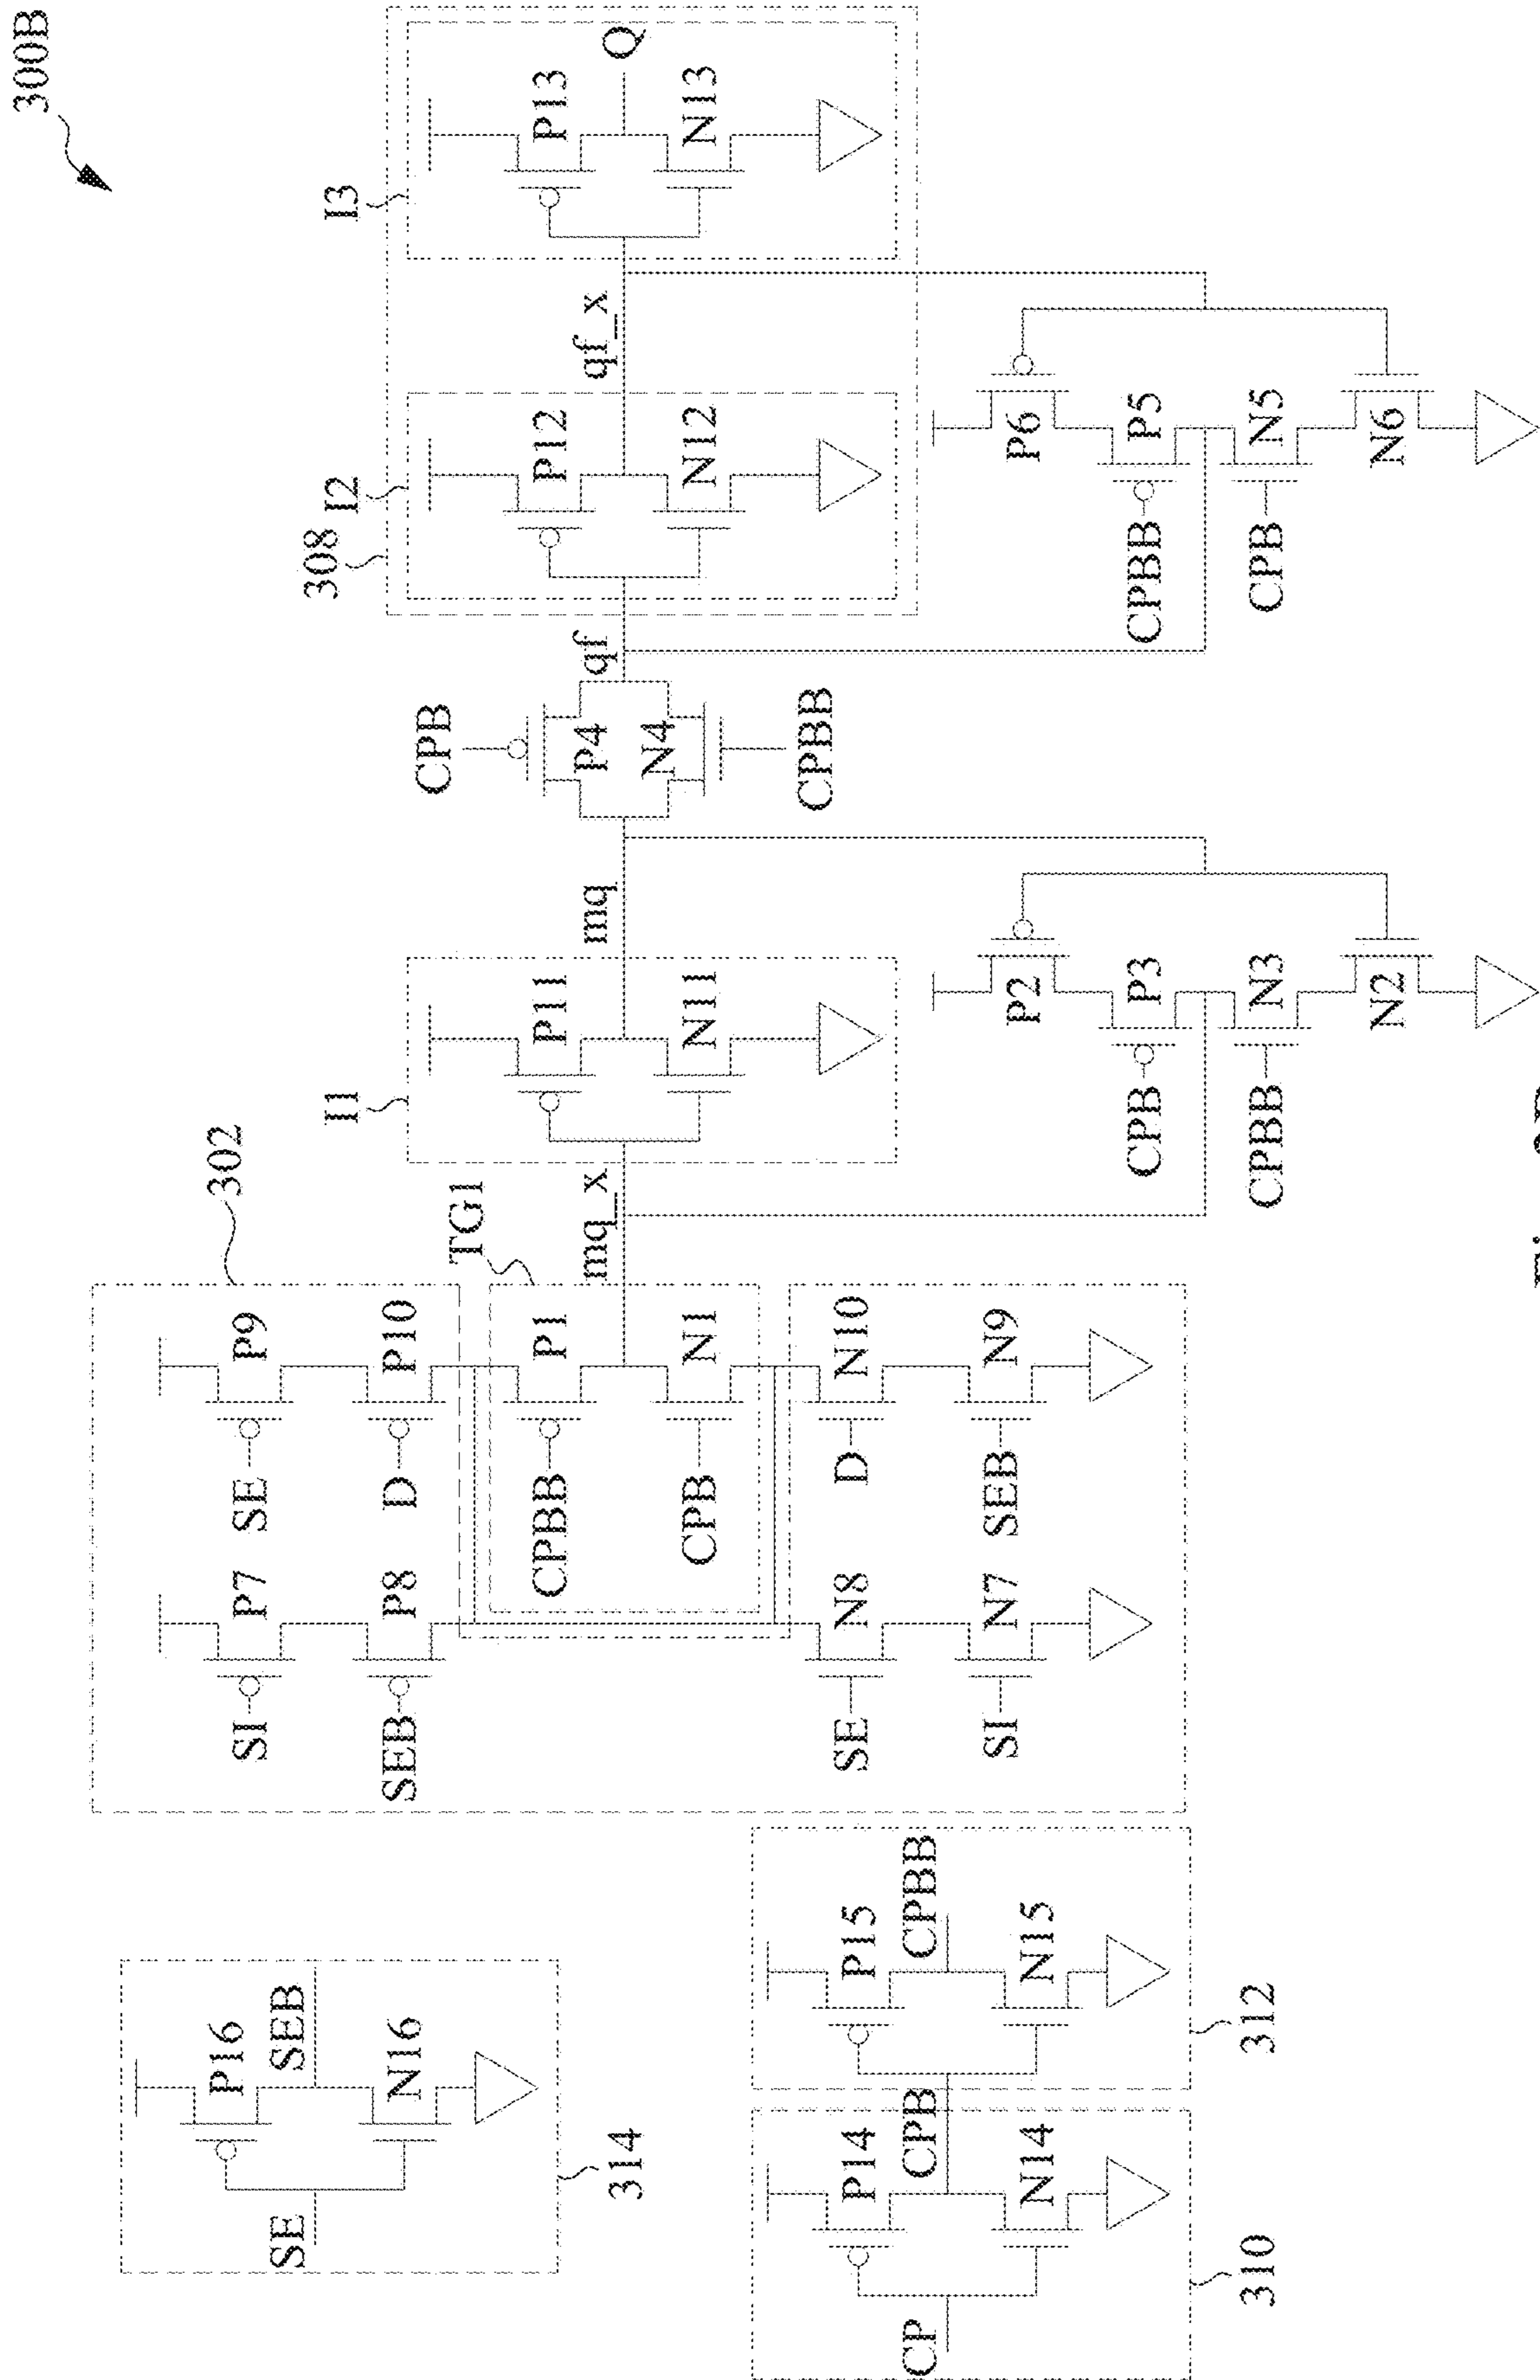 300B
314
SE
P16
SEB
N16
310
CP
P14
CPB
N14
312
P15
CPBB
N15
302
SI
P7
SE
P9
SEB
P8
D
P10
TG1
CPBB
P1
mq_x
CPB
N1
SE
N8
D
N10
SI
N7
SEB
N9
I1
P11
mq
N11
P2
CPB
P3
CPBB
N3
N2
CPB
P4
N4
CPBB
qf
308
I2
P12
qf_x
N12
I3
P13
Q
N13
P6
CPBB
P5
CPB
N5
N6